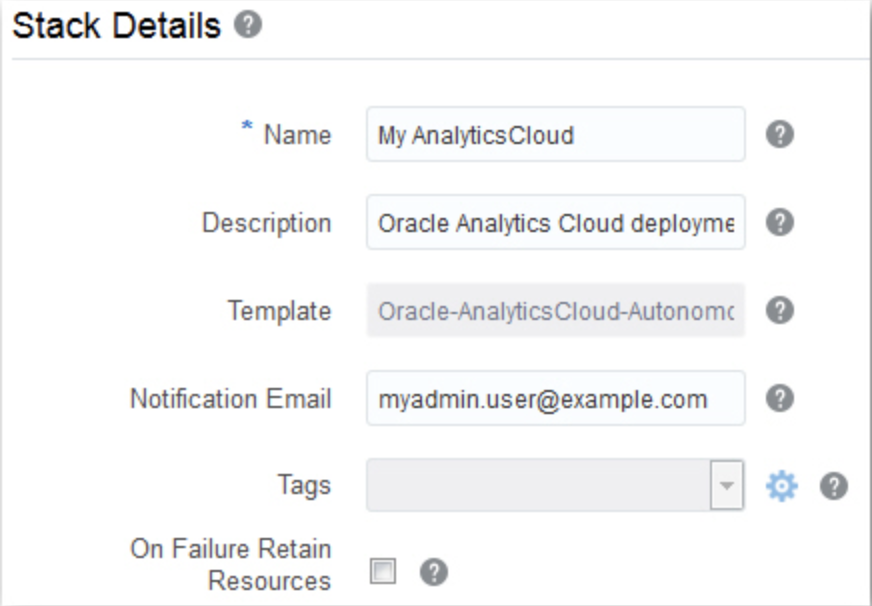 Stack Details ?
* Name My AnalyticsCloud ?
Description Oracle Analytics Cloud deployme ?
Template Oracle-AnalyticsCloud-Autonomc ?
Notification Email myadmin.user@example.com ?
Tags ?
On Failure Retain
Resources ?